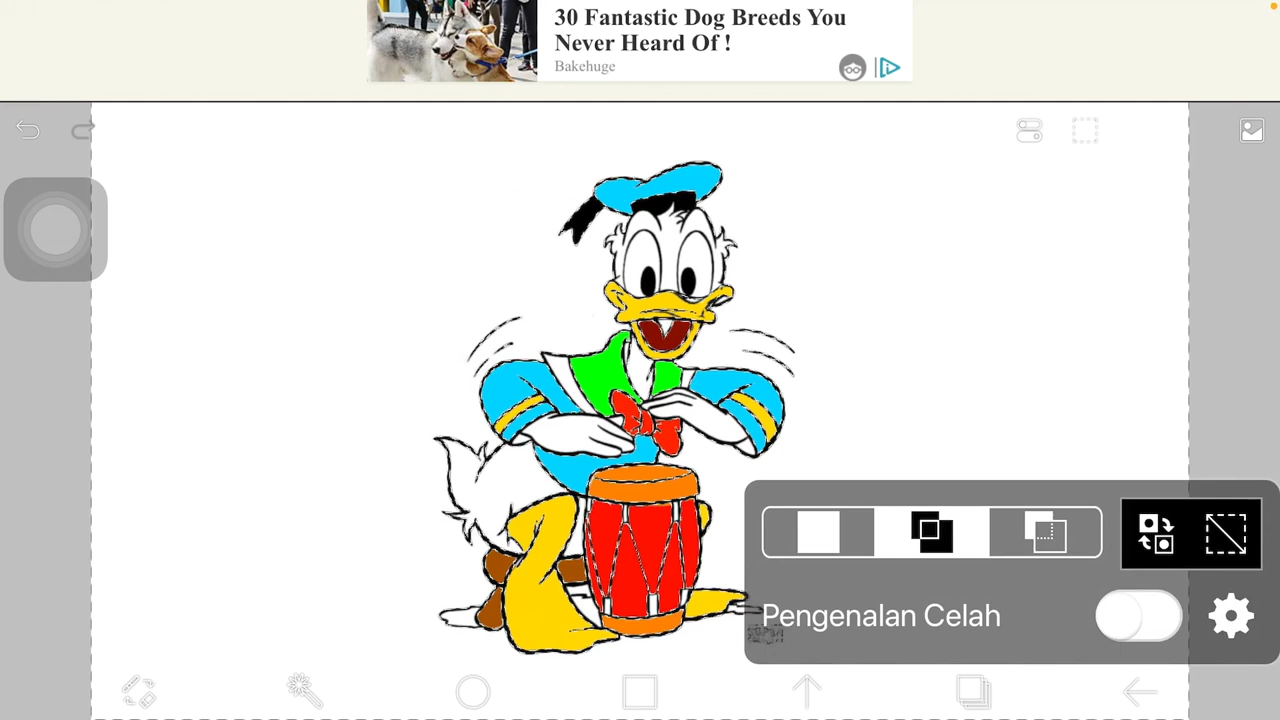 30 Fantastic Dog Breeds You
Never Heard Of !
Bakehuge
Pengenalan Celah